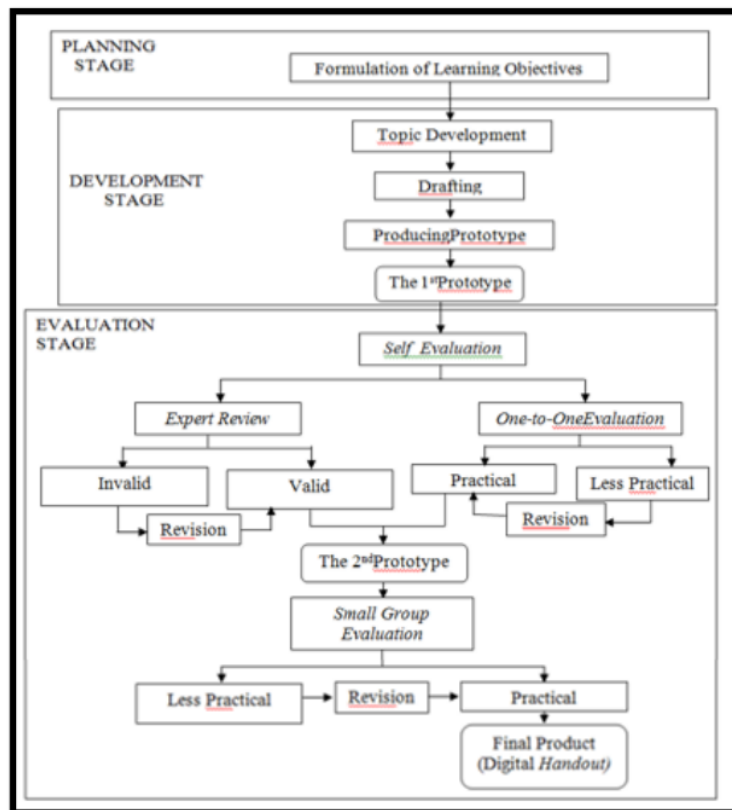 PLANNING
STAGE
Formulation of Learning Objectives
Topic Development
DEVELOPMENT
STAGE
Drafting
ProducingPrototype
The 1stPrototype
EVALUATION
STAGE
Self Evaluation
Expert Review
One-to-OneEvaluation
Invalid
Valid
Practical
Less Practical
Revision
Revision
The 2ndPrototype
Small Group
Evaluation
Less Practical
Revision
Practical
Final Product
(Digital Handout)